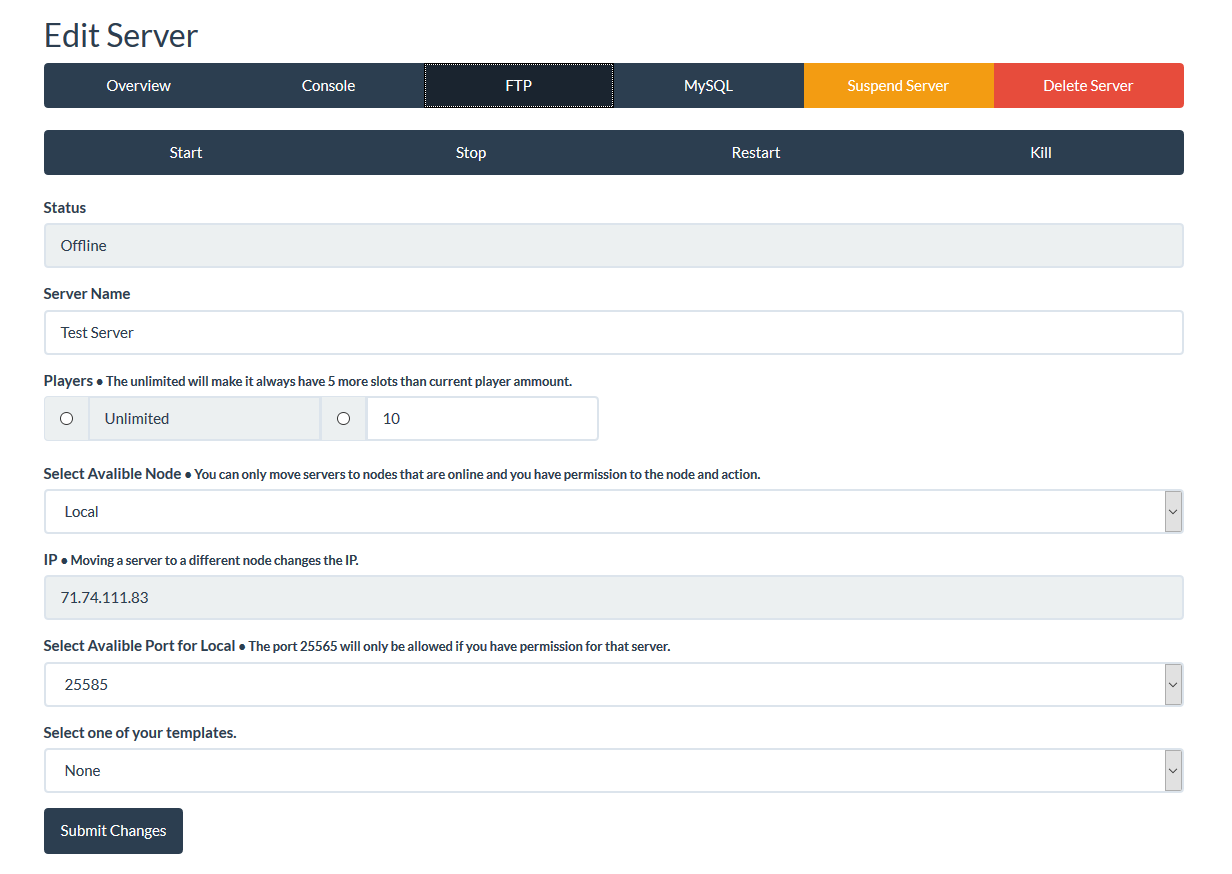 Edit Server
Overview Console FTP MySQL Suspend Server Delete Server
Start Stop Restart Kill
Status
Offline
Server Name
Test Server
Players • The unlimited will make it always have 5 more slots than current player ammount.
Unlimited 10
Select Avalible Node • You can only move servers to nodes that are online and you have permission to the node and action.
Local
IP • Moving a server to a different node changes the IP.
71.74.111.83
Select Avalible Port for Local • The port 25565 will only be allowed if you have permission for that server.
25585
Select one of your templates.
None
Submit Changes